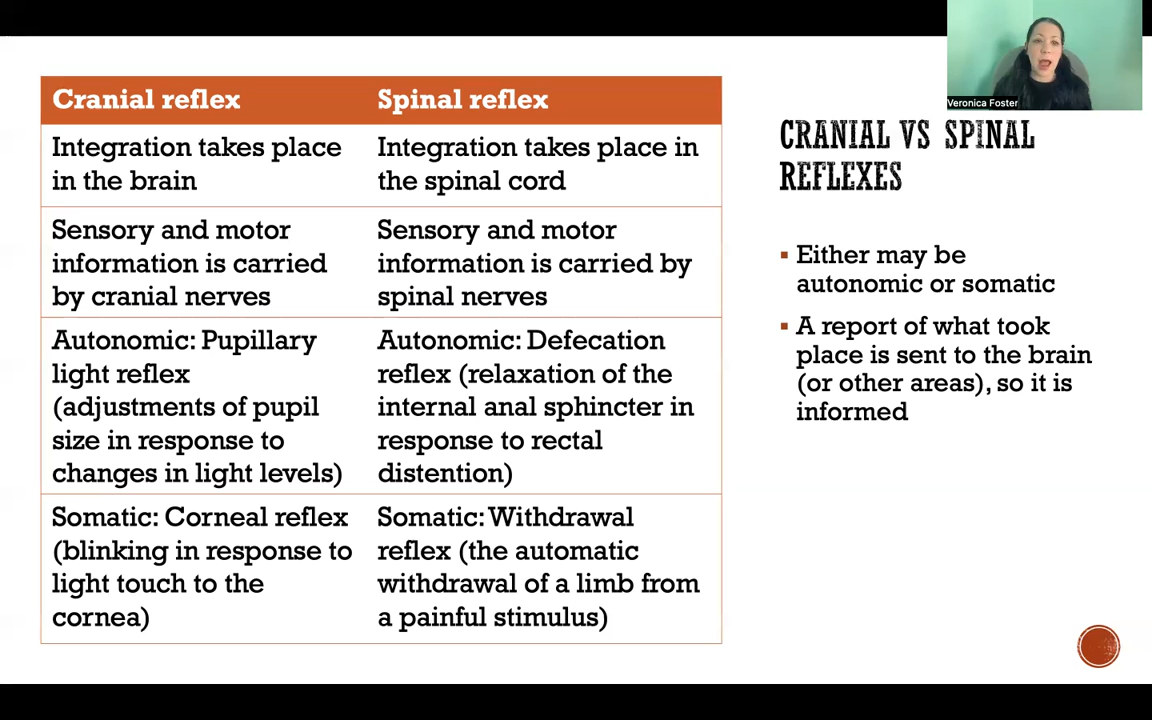 Veronica Foster
Cranial reflex
Spinal reflex
Integration takes place
in the brain
Integration takes place in
the spinal cord
Sensory and motor
information is carried
by cranial nerves
Sensory and motor
information is carried by
spinal nerves
Autonomic: Pupillary
light reflex
(adjustments of pupil
size in response to
changes in light levels)
Autonomic: Defecation
reflex (relaxation of the
internal anal sphincter in
response to rectal
distention)
Somatic: Corneal reflex
(blinking in response to
light touch to the
cornea)
Somatic: Withdrawal
reflex (the automatic
withdrawal of a limb from
a painful stimulus)
CRANIAL VS SPINAL
REFLEXES
▪ Either may be
autonomic or somatic
▪ A report of what took
place is sent to the brain
(or other areas), so it is
informed